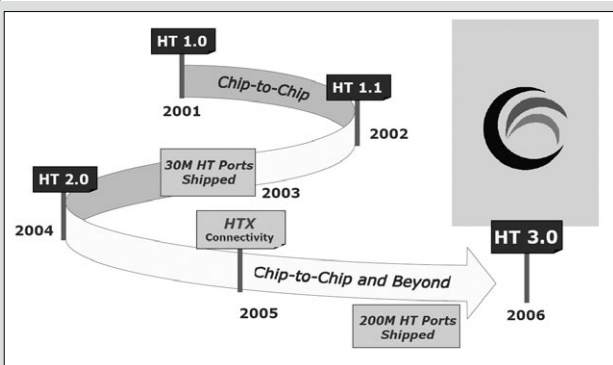 HT 1.0
Chip-to-Chip
2001
HT 1.1
2002
30M HT Ports
Shipped
2003
HT 2.0
2004
HTX
Connectivity
2005
Chip-to-Chip and Beyond
200M HT Ports
Shipped
HT 3.0
2006